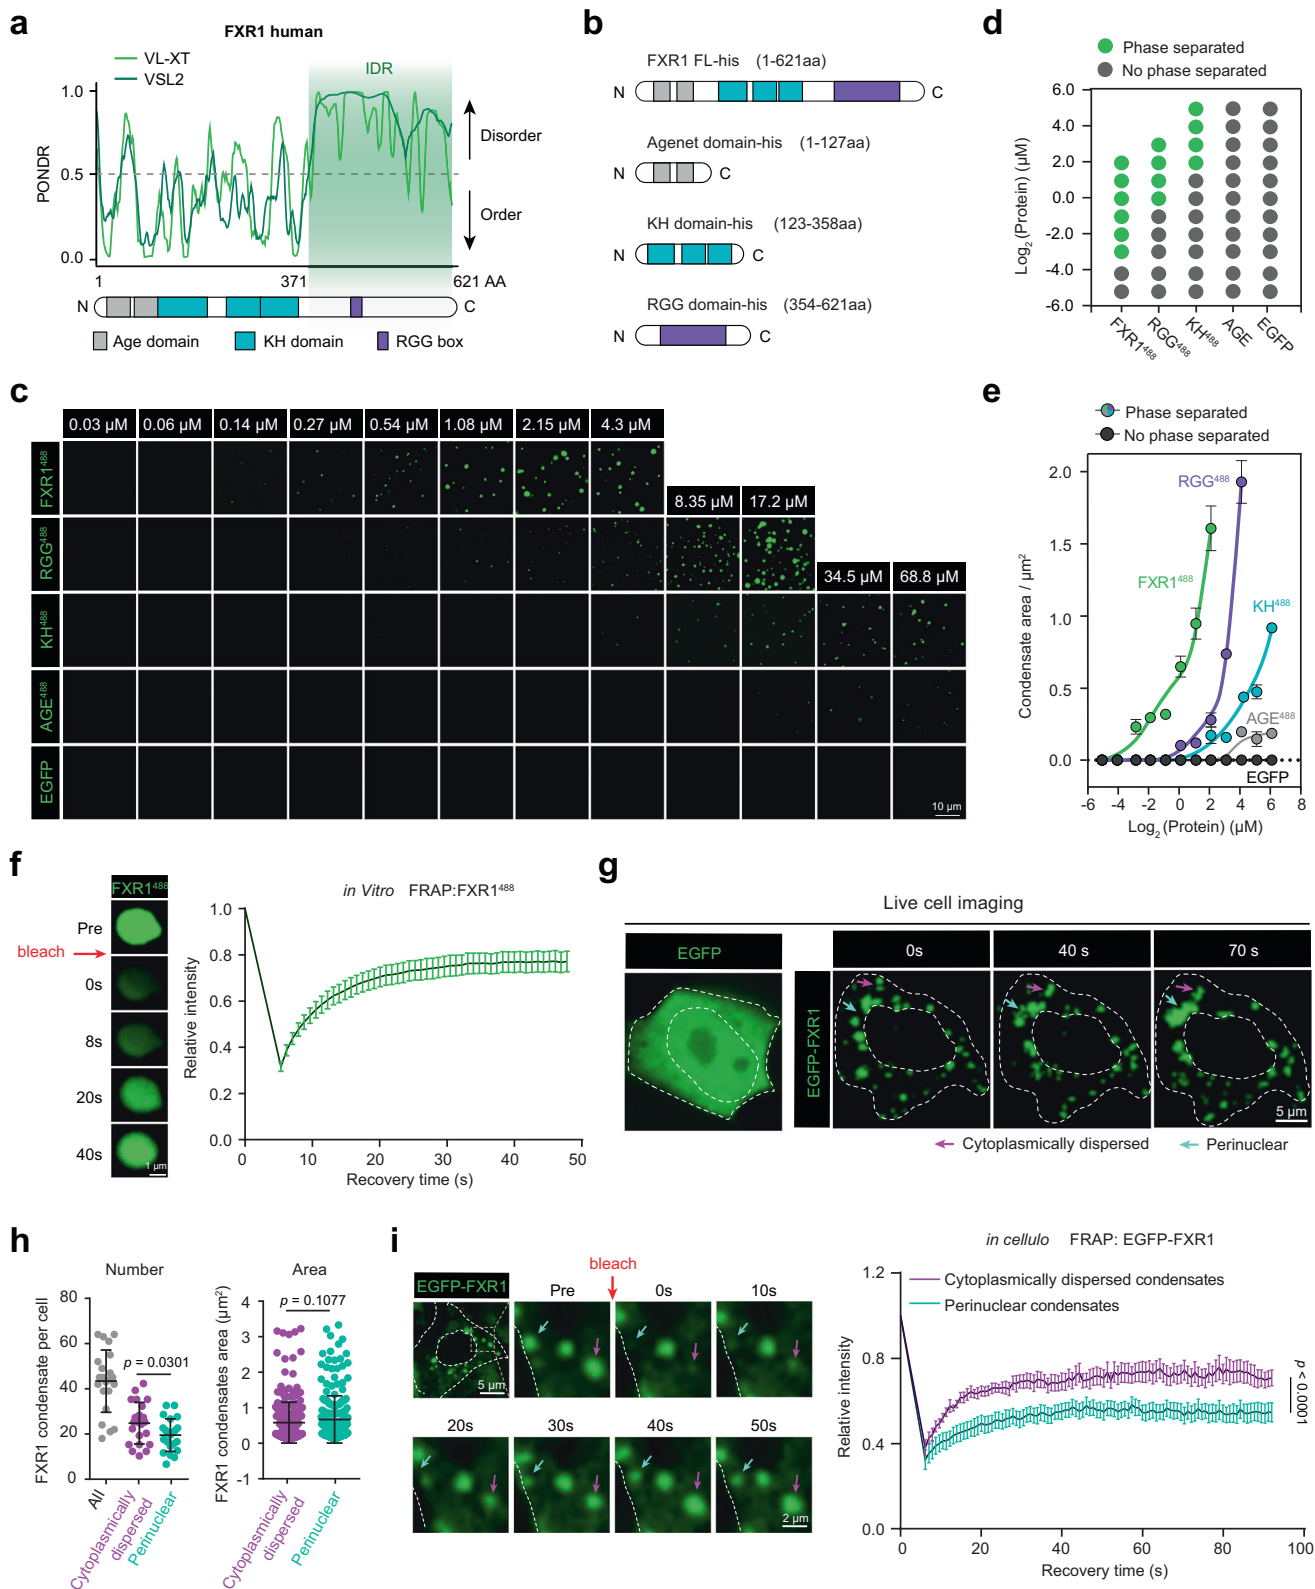 a
FXR1 human
VL-XT
VSL2
IDR
PONDR
1.0
0.5
0.0
Disorder
Order
1
371
621 AA
N
C
Age domain
KH domain
RGG box
b
FXR1 FL-his (1-621aa)
N
C
Agenet domain-his (1-127aa)
N
C
KH domain-his (123-358aa)
N
C
RGG domain-his (354-621aa)
N
C
d
Phase separated
No phase separated
Log2 (Protein) (µM)
6.0
4.0
2.0
0.0
-2.0
-4.0
-6.0
FXR1⁴⁸⁸
RGG⁴⁸⁸
KH⁴⁸⁸
AGE
EGFP
c
0.03 µM
0.06 µM
0.14 µM
0.27 µM
0.54 µM
1.08 µM
2.15 µM
4.3 µM
8.35 µM
17.2 µM
34.5 µM
68.8 µM
FXR1⁴⁸⁸
RGG⁴⁸⁸
KH⁴⁸⁸
AGE⁴⁸⁸
EGFP
10 µm
e
Phase separated
No phase separated
Condensate area / µm²
2.0
1.5
1.0
0.5
0.0
RGG⁴⁸⁸
FXR1⁴⁸⁸
KH⁴⁸⁸
AGE⁴⁸⁸
EGFP
-6
-4
-2
0
2
4
6
8
Log2 (Protein) (µM)
f
FXR1⁴⁸⁸
Pre
bleach
0s
8s
20s
40s
1 µm
in Vitro FRAP:FXR1⁴⁸⁸
Relative intensity
1.0
0.8
0.6
0.4
0.2
0.0
0
10
20
30
40
50
Recovery time (s)
g
Live cell imaging
EGFP
EGFP-FXR1
0s
40 s
70 s
5 µm
Cytoplasmically dispersed
Perinuclear
h
Number
FXR1 condensate per cell
80
60
40
20
0
p = 0.0301
All
Cytoplasmically
dispersed
Perinuclear
Area
FXR1 condensates area (µm²)
4
3
2
1
0
-1
p = 0.1077
Cytoplasmically
dispersed
Perinuclear
i
bleach
EGFP-FXR1
Pre
0s
10s
5 µm
20s
30s
40s
50s
2 µm
in cellulo FRAP: EGFP-FXR1
Cytoplasmically dispersed condensates
Perinuclear condensates
Relative intensity
1.2
0.8
0.4
0.0
p < 0.0001
0
20
40
60
80
100
Recovery time (s)